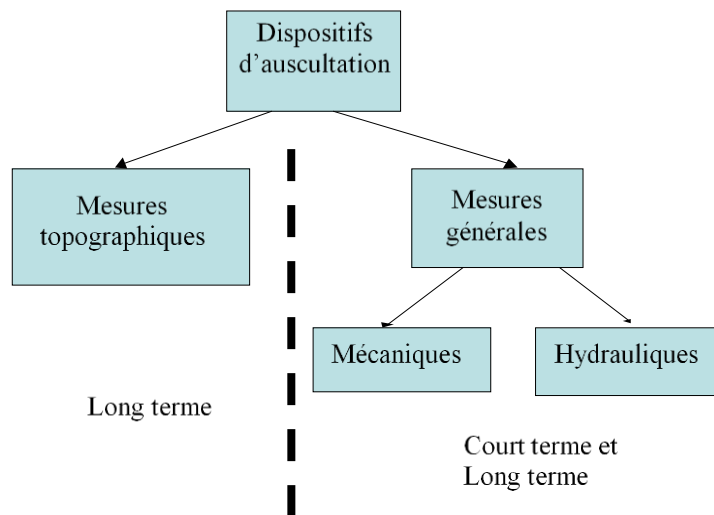 Dispositifs
d'auscultation
Mesures
topographiques
Mesures
générales
Mécaniques
Hydrauliques
Long terme
Court terme et
Long terme